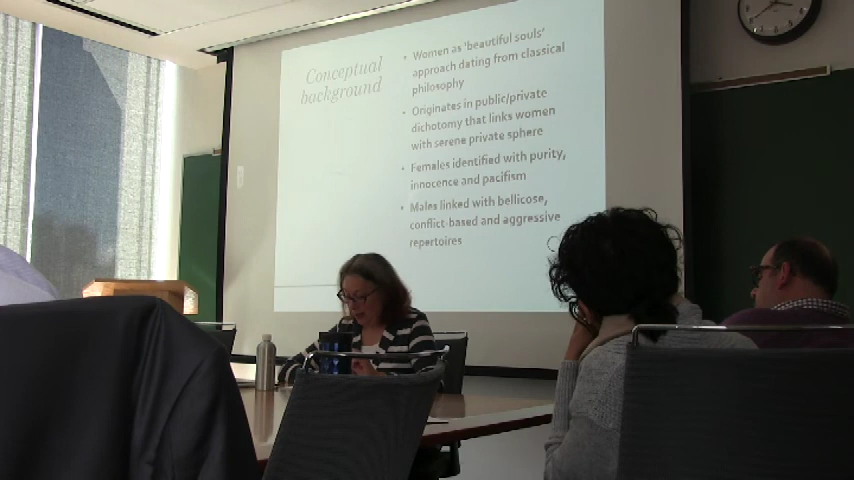 Conceptual
background
• Women as 'beautiful souls'
approach dating from classical
philosophy
• Originates in public/private
dichotomy that links women
with serene private sphere
• Females identified with purity,
innocence and pacifism
• Males linked with bellicose,
conflict-based and aggressive
repertoires